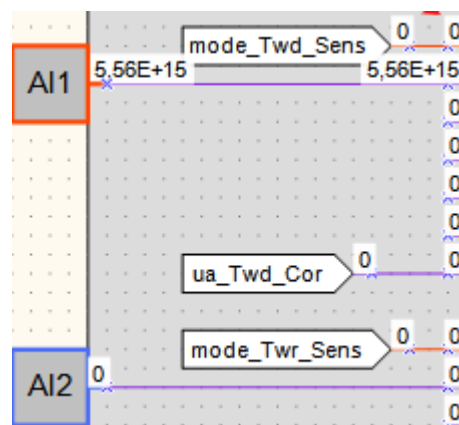 mode_Twd_Sens 0 0
AI1 5,56E+15 5,56E+15
0
0
0
0
ua_Twd_Cor 0 0
mode_Twr_Sens 0 0
AI2 0 0
0